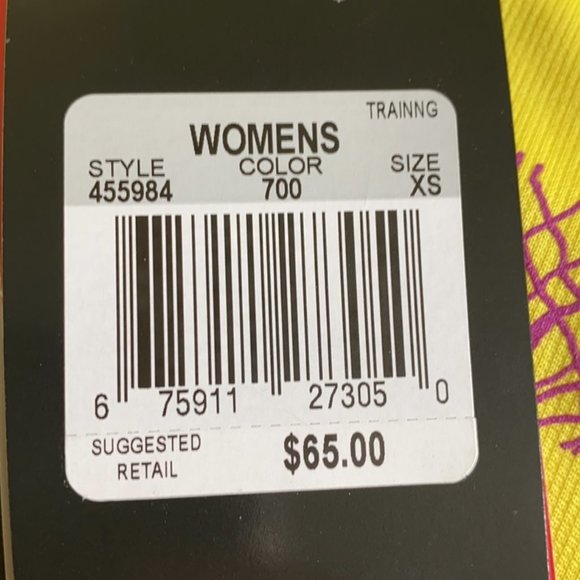 TRAINNG
WOMENS
STYLE COLOR SIZE
455984 700 XS
6 75911 27305 0
SUGGESTED RETAIL $65.00